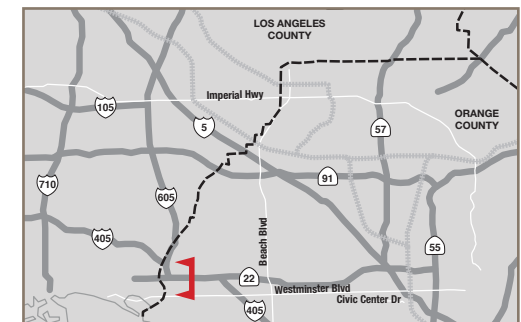 LOS ANGELES
COUNTY
Imperial Hwy
105
5
57
ORANGE
COUNTY
91
710
605
Beach Blvd
405
55
22
Westminster Blvd
Civic Center Dr
405